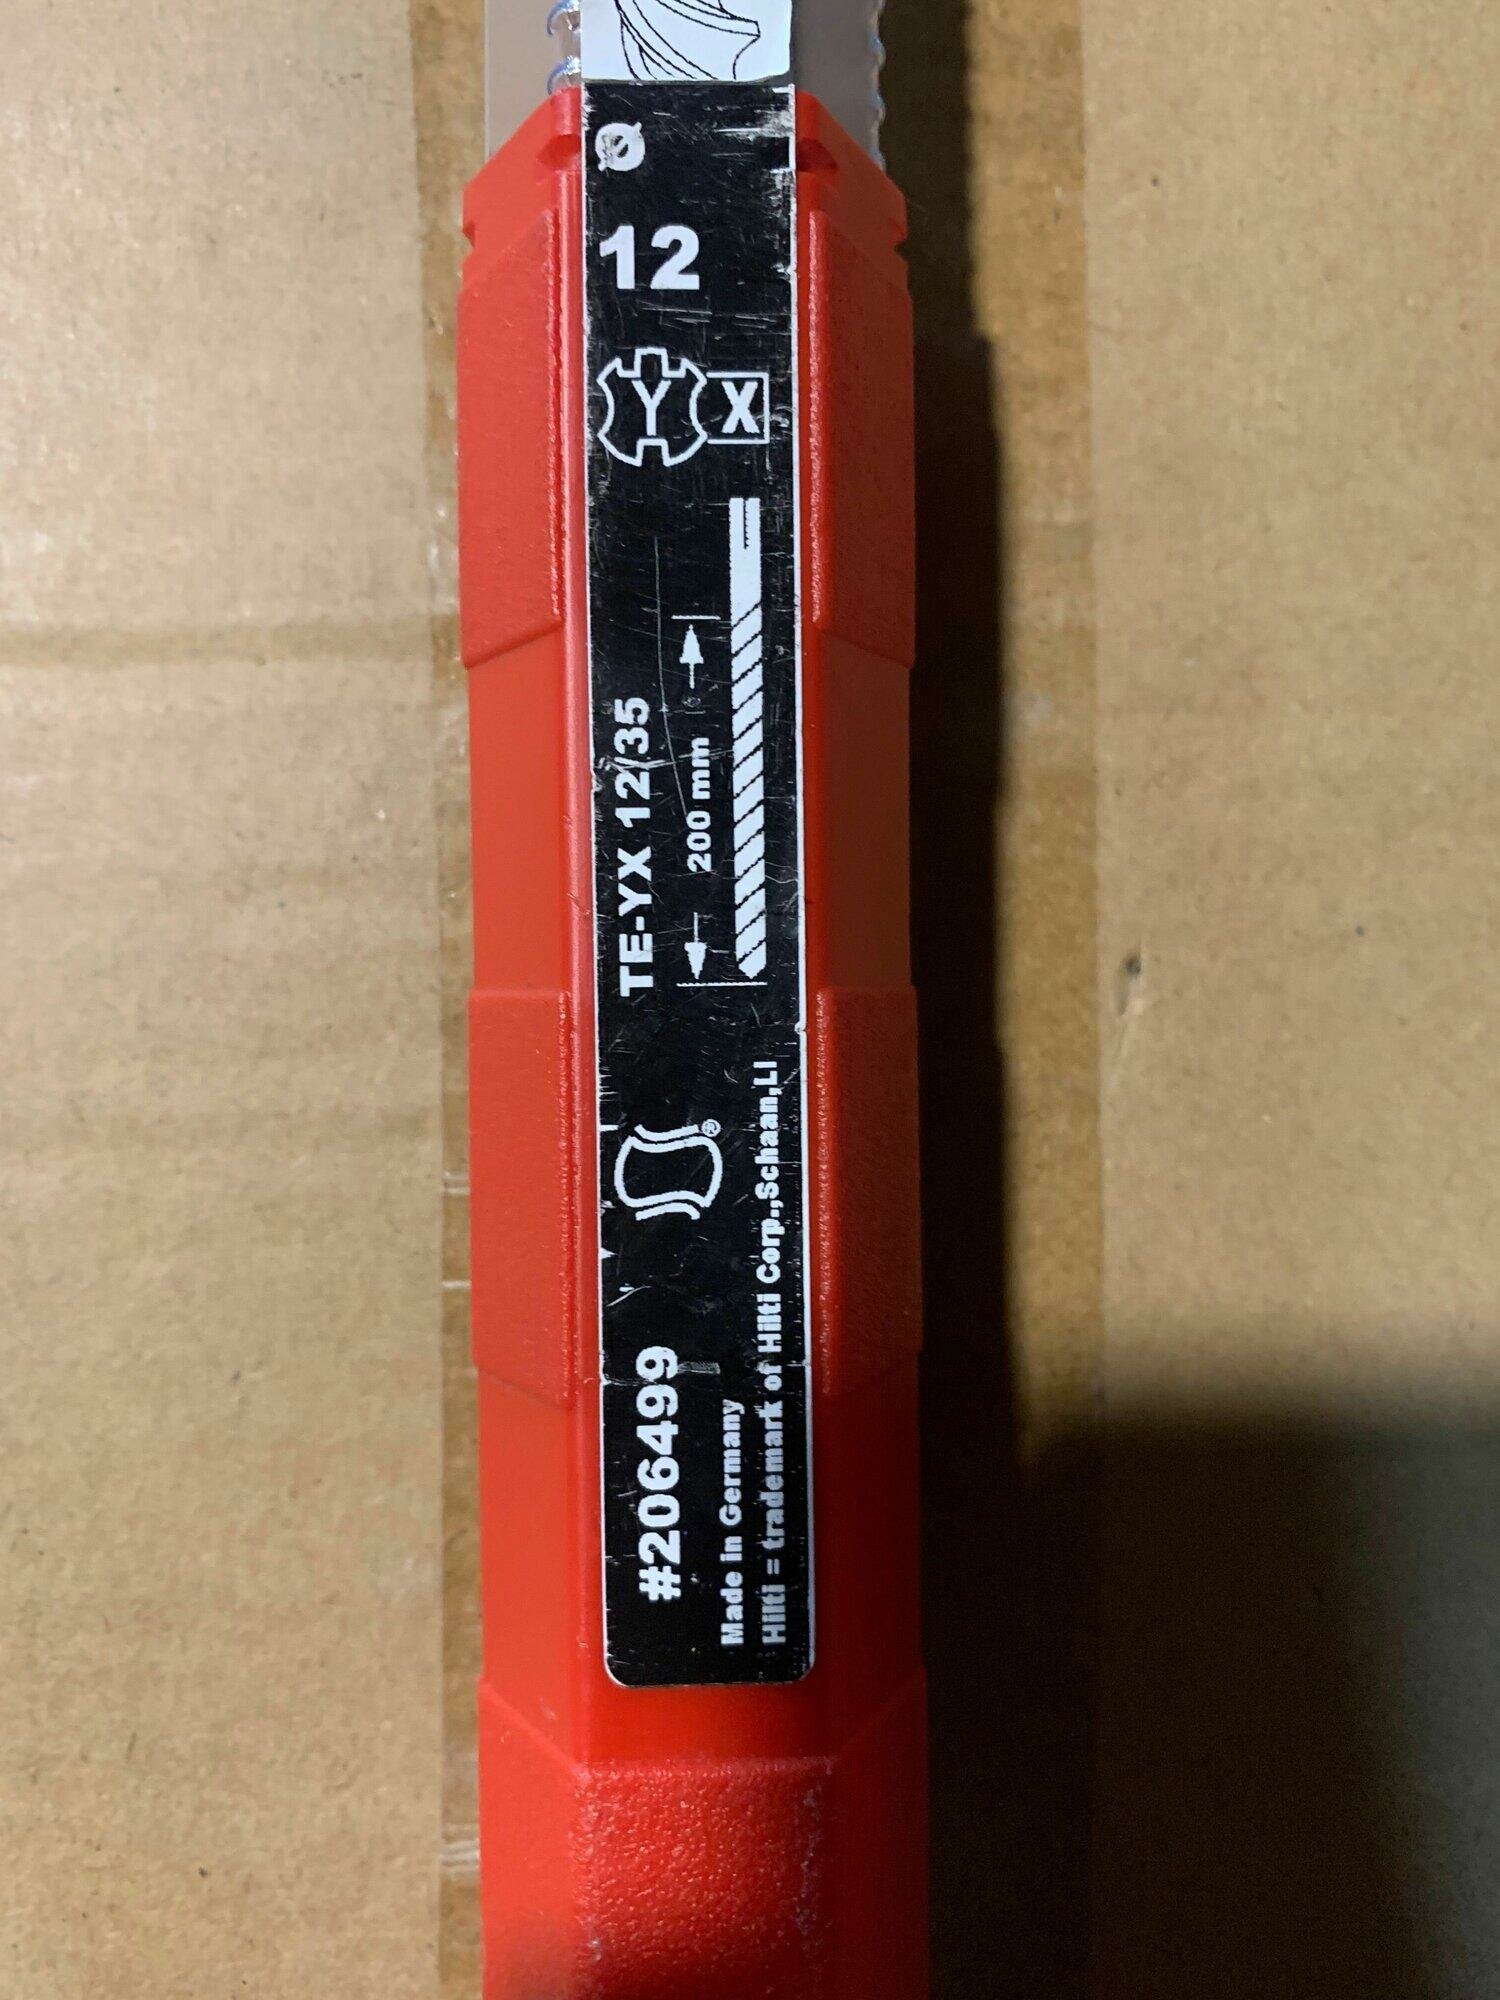 Ø
12
Y X
TE-YX 12/35
200 mm
®
#206499
Made in Germany
Hilti = trademark of Hilti Corp.,Schaan,LI